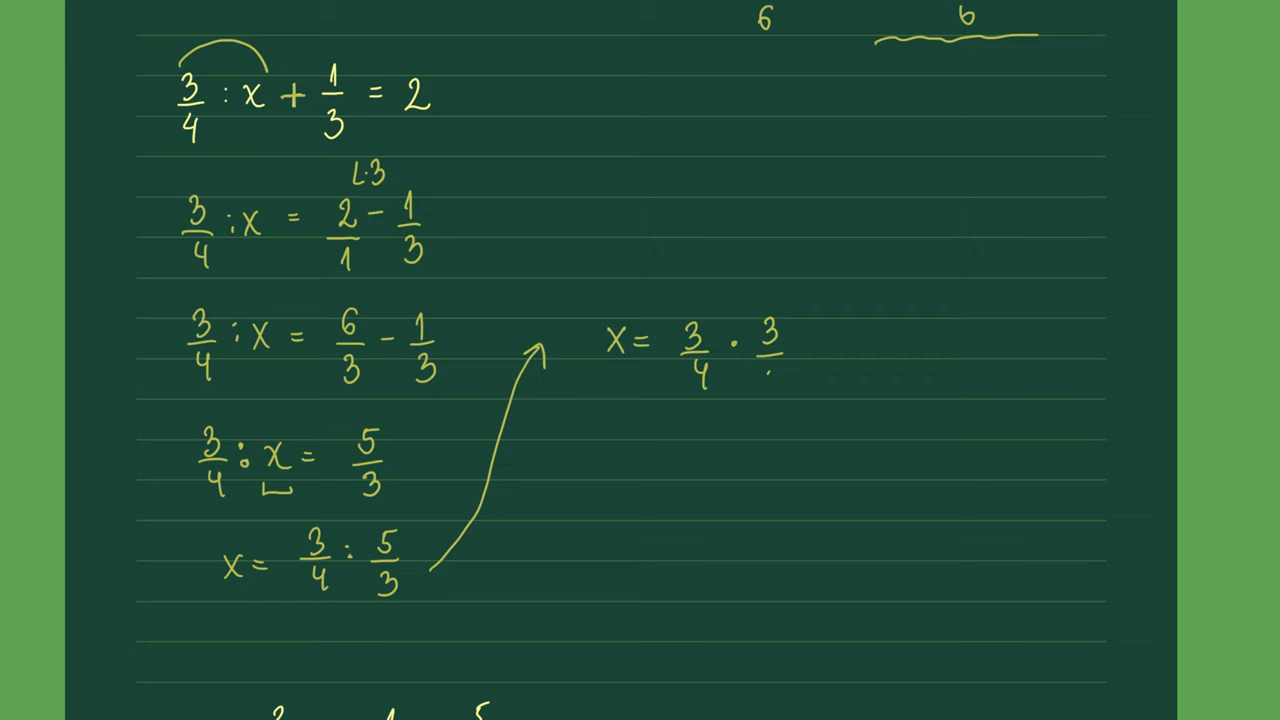 6 6
3/4 : x + 1/3 = 2
L·3
3/4 : x = 2/1 - 1/3
3/4 : x = 6/3 - 1/3
3/4 : x = 5/3
x = 3/4 : 5/3
x = 3/4 · 3/